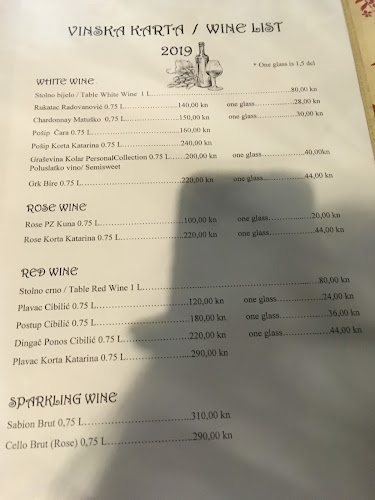 VINSKA KARTA / WINE LIST
2019
* One glass is 1,5 dcl
WHITE WINE
Stolno bijelo / Table White Wine 1 L.......................................................80,00 kn
Rukatac Radovanović 0.75 L....................140,00 kn one glass................28,00 kn
Chardonnay Matuško 0,75 L....................150,00 kn one glass.................30,00 kn
Pošip Čara 0.75 L....................160,00 kn
Pošip Korta Katarina 0.75 L....................240,00 kn
Graševina Kolar PersonalCollection 0.75 L......200,00 kn one glass...................40,00kn
Poluslatko vino/ Semisweet
Grk Bire 0.75 L....................220,00 kn one glass...................44,00 kn
ROSE WINE
Rose PZ Kuna 0.75 L....................100,00 kn one glass...................20,00 kn
Rose Korta Katarina 0.75 L....................220,00 kn one glass...................44,00 kn
RED WINE
Stolno crno / Table Red Wine 1 L.......................................................80,00 kn
Plavac Cibilić 0.75 L....................120,00 kn one glass...................24,00 kn
Postup Cibilić 0.75 L....................180,00 kn one glass...................36,00 kn
Dingač Ponos Cibilić 0.75 L....................220,00 kn one glass...................44,00 kn
Plavac Korta Katarina 0.75 L....................290,00 kn
SPARKLING WINE
Sabion Brut 0,75 L....................310,00 kn
Cello Brut (Rose) 0,75 L....................290,00 kn